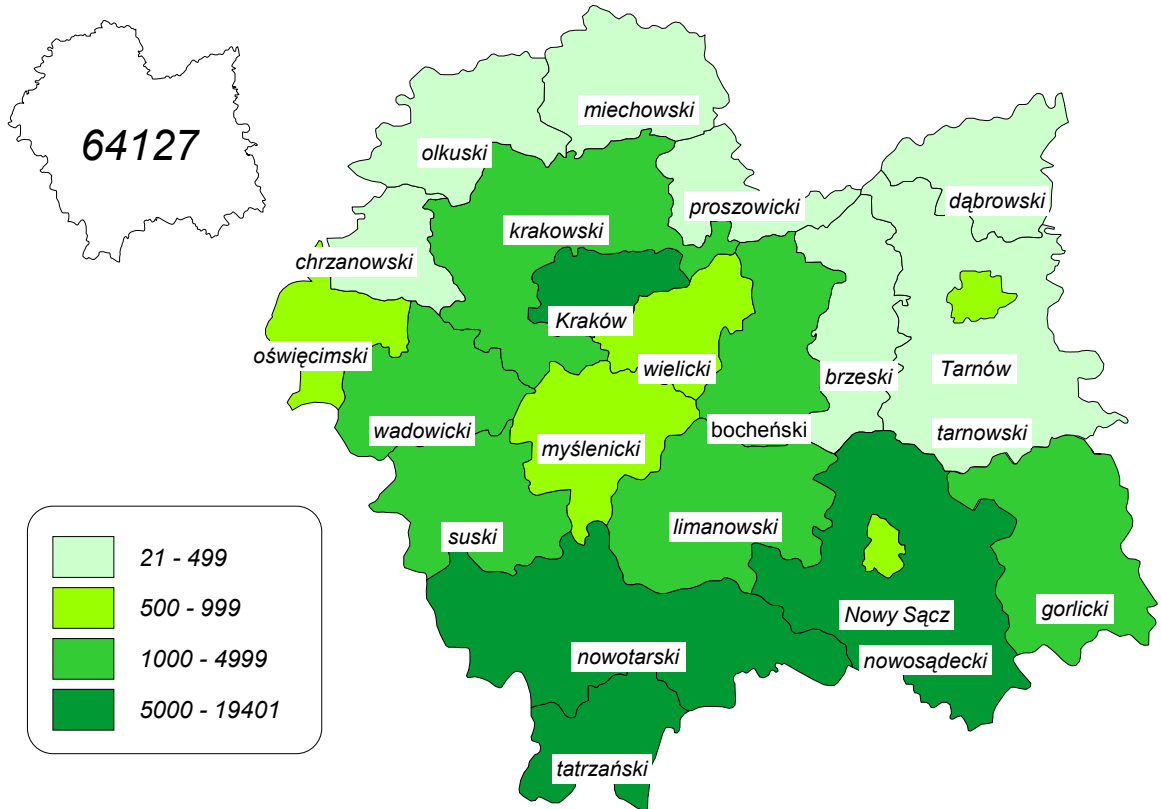 64127
miechowski
olkuski
proszowicki
dąbrowski
krakowski
chrzanowski
Kraków
oświęcimski
wielicki
brzeski
Tarnów
wadowicki
myślenicki
bocheński
tarnowski
suski
limanowski
Nowy Sącz
gorlicki
nowotarski
nowosądecki
tatrzański
21 - 499
500 - 999
1000 - 4999
5000 - 19401